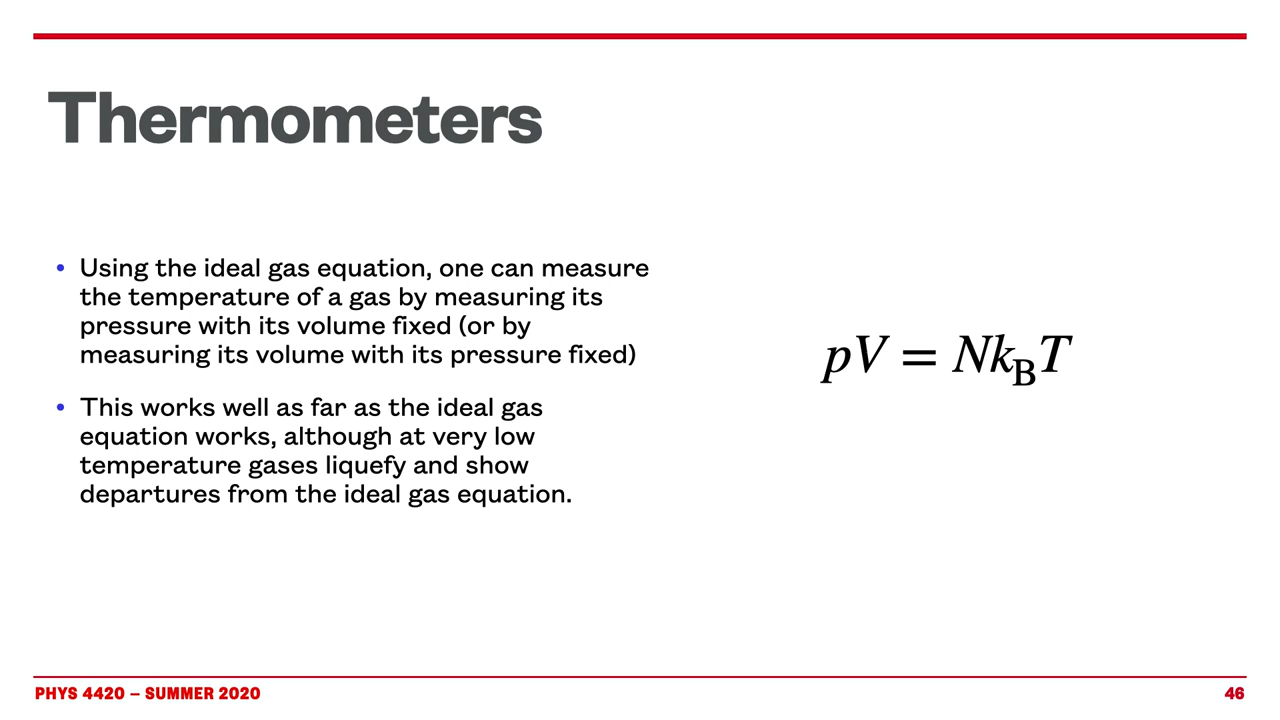 Thermometers
• Using the ideal gas equation, one can measure
the temperature of a gas by measuring its
pressure with its volume fixed (or by
measuring its volume with its pressure fixed)
• This works well as far as the ideal gas
equation works, although at very low
temperature gases liquefy and show
departures from the ideal gas equation.
pV = Nk_BT
PHYS 4420 – SUMMER 2020
46